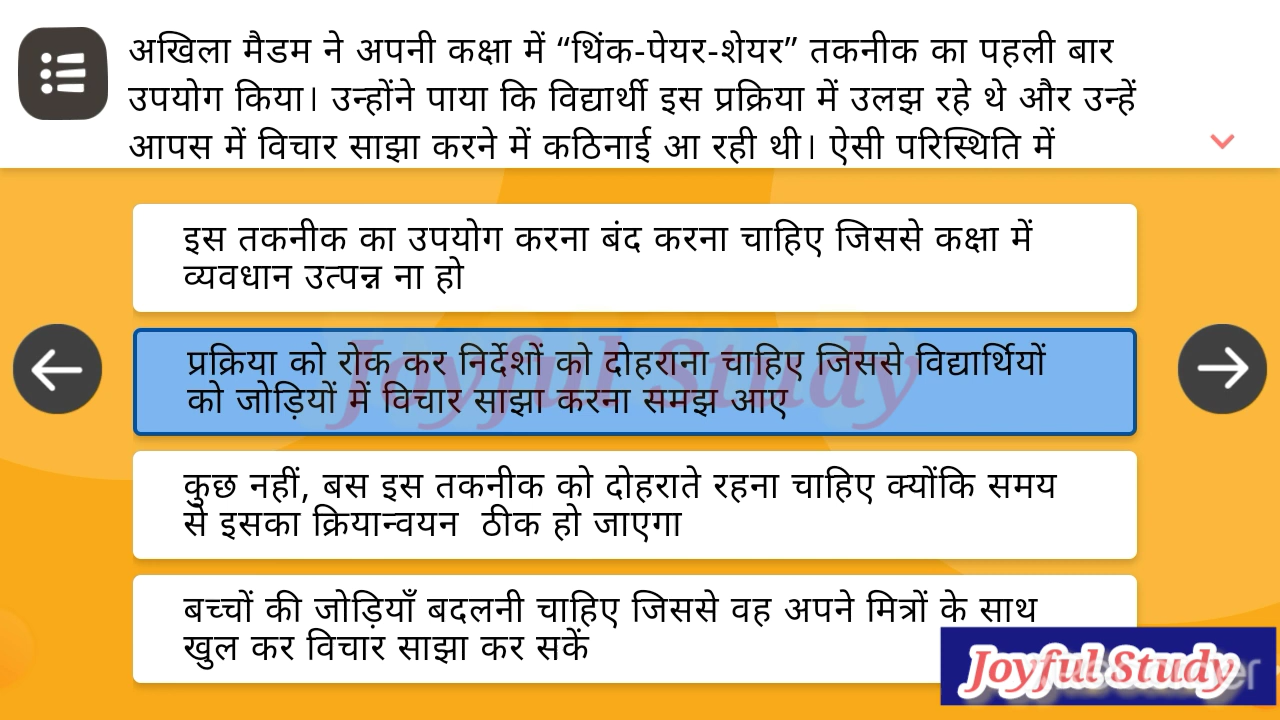 अखिला मैडम ने अपनी कक्षा में “थिंक-पेयर-शेयर” तकनीक का पहली बार
उपयोग किया। उन्होंने पाया कि विद्यार्थी इस प्रक्रिया में उलझ रहे थे और उन्हें
आपस में विचार साझा करने में कठिनाई आ रही थी। ऐसी परिस्थिति में
इस तकनीक का उपयोग करना बंद करना चाहिए जिससे कक्षा में
व्यवधान उत्पन्न ना हो
प्रक्रिया को रोक कर निर्देशों को दोहराना चाहिए जिससे विद्यार्थियों
को जोड़ियों में विचार साझा करना समझ आए
Joyful Study
कुछ नहीं, बस इस तकनीक को दोहराते रहना चाहिए क्योंकि समय
से इसका क्रियान्वयन ठीक हो जाएगा
बच्चों की जोड़ियाँ बदलनी चाहिए जिससे वह अपने मित्रों के साथ
खुल कर विचार साझा कर सकें
Joyful Study